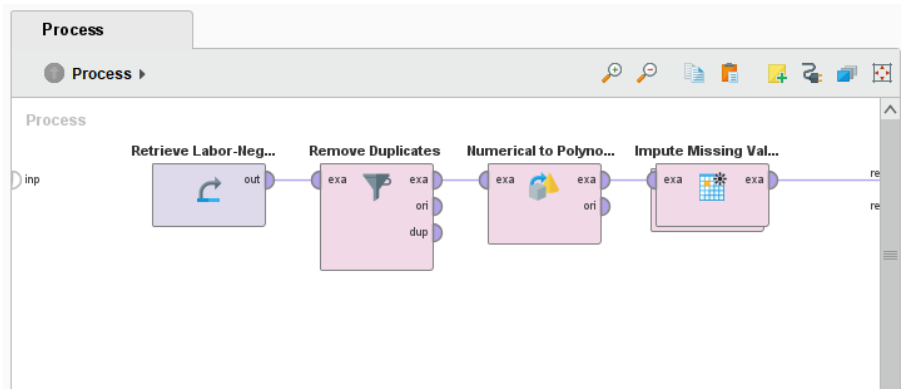 Process
Process
Process
Retrieve Labor-Neg...
Remove Duplicates
Numerical to Polyno...
Impute Missing Val...
inp
out
exa
exa
ori
dup
exa
exa
ori
exa
exa
re
re